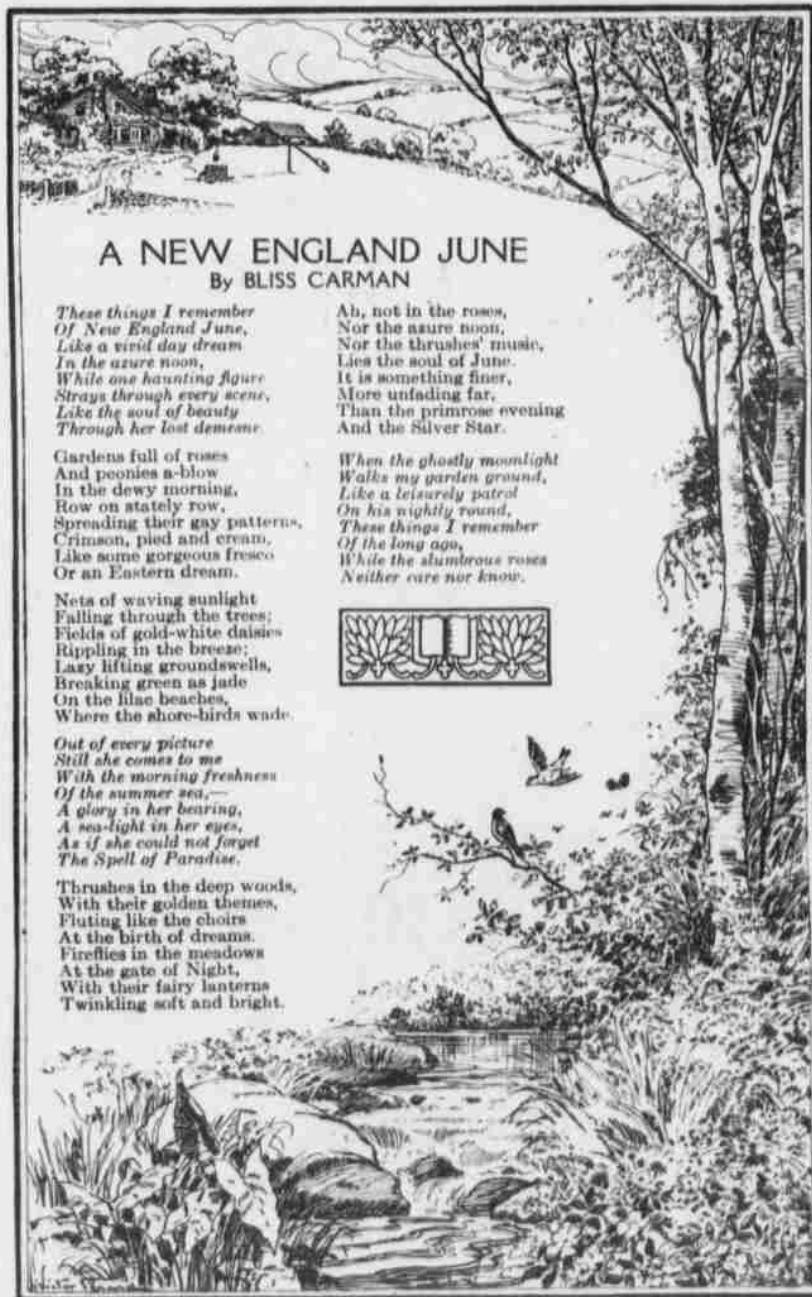 A NEW ENGLAND JUNE
By BLISS CARMAN
These things I remember
Of New England June,
Like a vivid day dream
In the azure noon,
While one haunting figure
Strays through every scene,
Like the soul of beauty
Through her lost demesne.
Gardens full of roses
And peonies a-blow
In the dewy morning,
Row on stately row,
Spreading their gay patterns,
Crimson, pied and cream,
Like some gorgeous fresco
Or an Eastern dream.
Nets of waving sunlight
Falling through the trees;
Fields of gold-white daisies
Rippling in the breeze;
Lazy lifting groundswells,
Breaking green as jade
On the lilac beaches,
Where the shore-birds wade.
Out of every picture
Still she comes to me
With the morning freshness
Of the summer sea,—
A glory in her bearing,
A sea-light in her eyes,
As if she could not forget
The Spell of Paradise.
Thrushes in the deep woods,
With their golden themes,
Fluting like the choirs
At the birth of dreams.
Fireflies in the meadows
At the gate of Night,
With their fairy lanterns
Twinkling soft and bright.
Ah, not in the roses,
Nor the azure noon,
Nor the thrushes' music,
Lies the soul of June.
It is something finer,
More unfading far,
Than the primrose evening
And the Silver Star.
When the ghostly moonlight
Walks my garden ground,
Like a leisurely patrol
On his nightly round,
These things I remember
Of the long ago,
While the slumbrous roses
Neither care nor know.